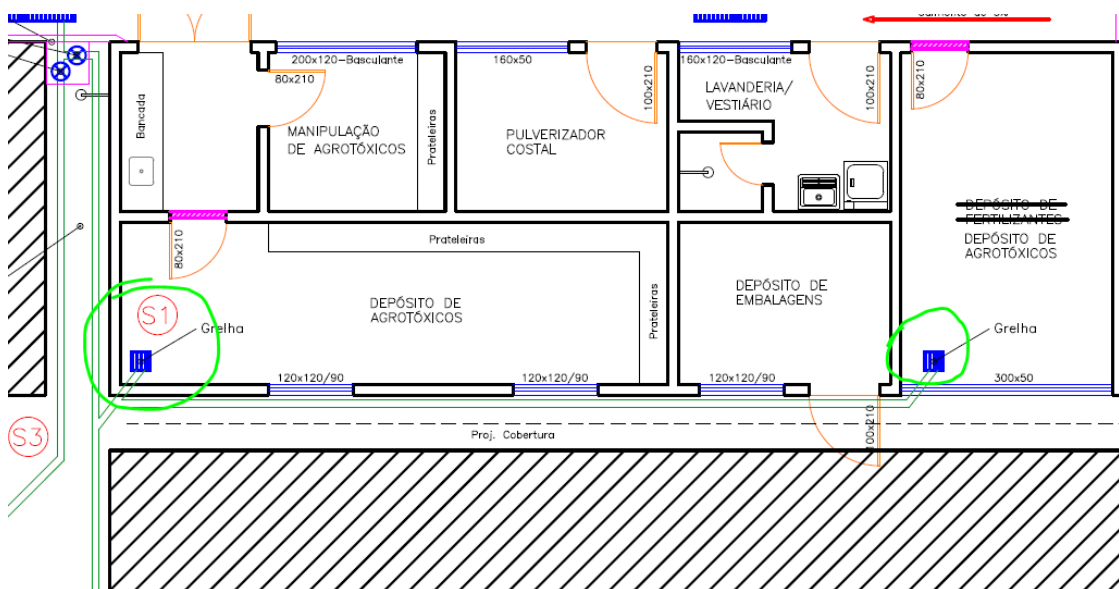 200x120-Basculante
160x50
160x120-Basculante
80x210
100x210
LAVANDERIA/
VESTIÁRIO
100x210
80x210
Bancada
MANIPULAÇÃO
DE AGROTÓXICOS
Prateleiras
PULVERIZADOR
COSTAL
DEPÓSITO DE
FERTILIZANTES
DEPÓSITO DE
AGROTÓXICOS
80x210
Prateleiras
DEPÓSITO DE
AGROTÓXICOS
Prateleiras
DEPÓSITO DE
EMBALAGENS
S1
Grelha
Grelha
120x120/90
120x120/90
120x120/90
300x50
S3
Proj. Cobertura
100x210